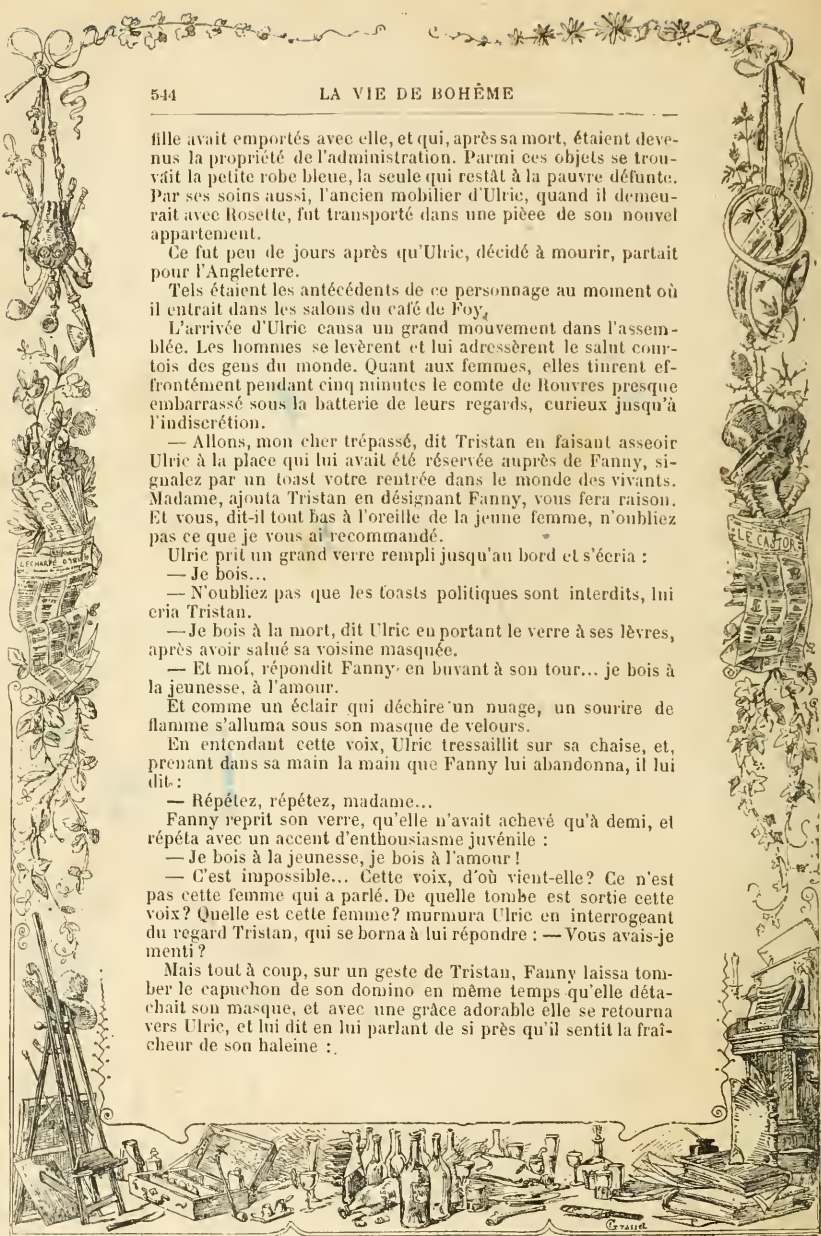 544 LA VIE DE BOHÊME
fille avait emportés avec elle, et qui, après sa mort, étaient deve-
nus la propriété de l'administration. Parmi ces objets se trou-
vait la petite robe bleue, la seule qui restât à la pauvre défunte.
Par ses soins aussi, l'ancien mobilier d'Ulric, quand il demeu-
rait avec Rosette, fut transporté dans une pièce de son nouvel
appartement.
Ce fut peu de jours après qu'Ulric, décidé à mourir, partait
pour l'Angleterre.
Tels étaient les antécédents de ce personnage au moment où
il entrait dans les salons du café de Foy.
L'arrivée d'Ulric causa un grand mouvement dans l'assem-
blée. Les hommes se levèrent et lui adressèrent le salut cour-
tois des gens du monde. Quant aux femmes, elles tinrent ef-
frontément pendant cinq minutes le comte de Rouvres presque
embarrassé sous la batterie de leurs regards, curieux jusqu'à
l'indiscrétion.
— Allons, mon cher trépassé, dit Tristan en faisant asseoir
Ulric à la place qui lui avait été réservée auprès de Fanny, si-
gnalez par un toast votre rentrée dans le monde des vivants.
Madame, ajouta Tristan en désignant Fanny, vous fera raison.
Et vous, dit-il tout bas à l'oreille de la jeune femme, n'oubliez
pas ce que je vous ai recommandé.
Ulric prit un grand verre rempli jusqu'au bord et s'écria :
— Je bois...
— N'oubliez pas que les toasts politiques sont interdits, lui
cria Tristan.
— Je bois à la mort, dit Ulric en portant le verre à ses lèvres,
après avoir salué sa voisine masquée.
— Et moi, répondit Fanny en buvant à son tour... je bois à
la jeunesse, à l'amour.
Et comme un éclair qui déchire un nuage, un sourire de
flamme s'alluma sous son masque de velours.
En entendant cette voix, Ulric tressaillit sur sa chaise, et,
prenant dans sa main la main que Fanny lui abandonna, il lui
dit :
— Répétez, répétez, madame...
Fanny reprit son verre, qu'elle n'avait achevé qu'à demi, et
répéta avec un accent d'enthousiasme juvénile :
— Je bois à la jeunesse, je bois à l'amour !
— C'est impossible... Cette voix, d'où vient-elle? Ce n'est
pas cette femme qui a parlé. De quelle tombe est sortie cette
voix? Quelle est cette femme? murmura Ulric en interrogeant
du regard Tristan, qui se borna à lui répondre : — Vous avais-je
menti ?
Mais tout à coup, sur un geste de Tristan, Fanny laissa tom-
ber le capuchon de son domino en même temps qu'elle déta-
chait son masque, et avec une grâce adorable elle se retourna
vers Ulric, et lui dit en lui parlant de si près qu'il sentit la fraî-
cheur de son haleine :
LE CASTOR
L'ECHARPE D'IRIS
Grasset